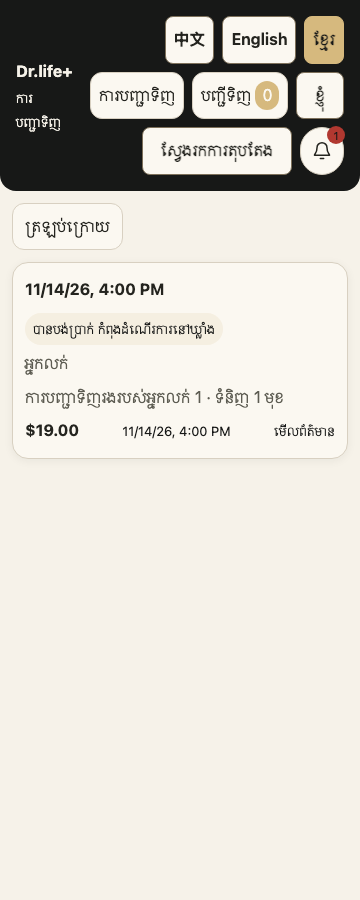 中文
English
ខ្មែរ
Dr.life+
ការបញ្ជាទិញ
ការបញ្ជាទិញ
បញ្ជីទិញ 0
ខ្ញុំ
ស្វែងរកការតុបតែង
1
ត្រឡប់ក្រោយ
11/14/26, 4:00 PM
បានបង់ប្រាក់ កំពុងដំណើរការនៅឃ្លាំង
អ្នកលក់
ការបញ្ជាទិញរងរបស់អ្នកលក់ 1 · ទំនិញ 1 មុខ
$19.00 11/14/26, 4:00 PM មើលព័ត៌មាន